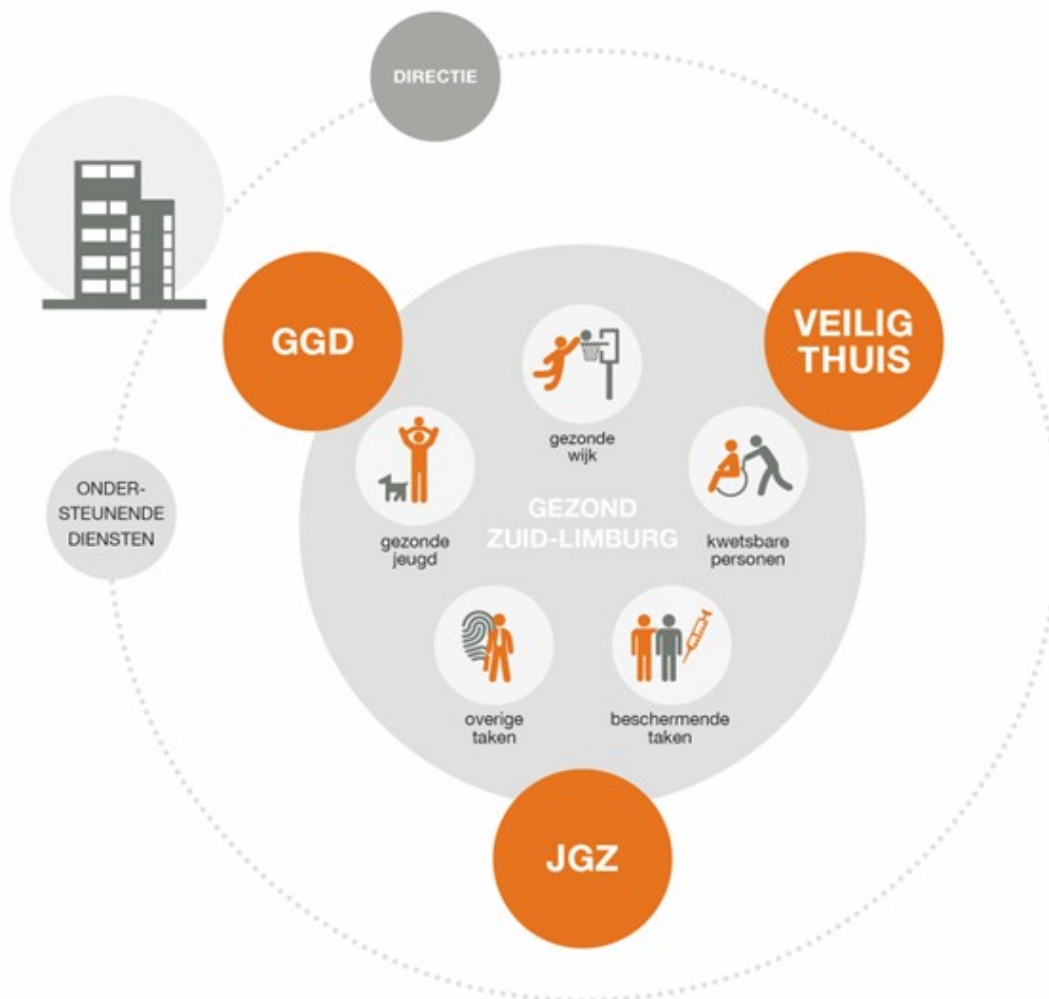 DIRECTIE
GGD
VEILIG
THUIS
gezonde
wijk
ONDER-
STEUNENDE
DIENSTEN
gezonde
jeugd
GEZOND
ZUID-LIMBURG
kwetsbare
personen
overige
taken
beschermende
taken
JGZ